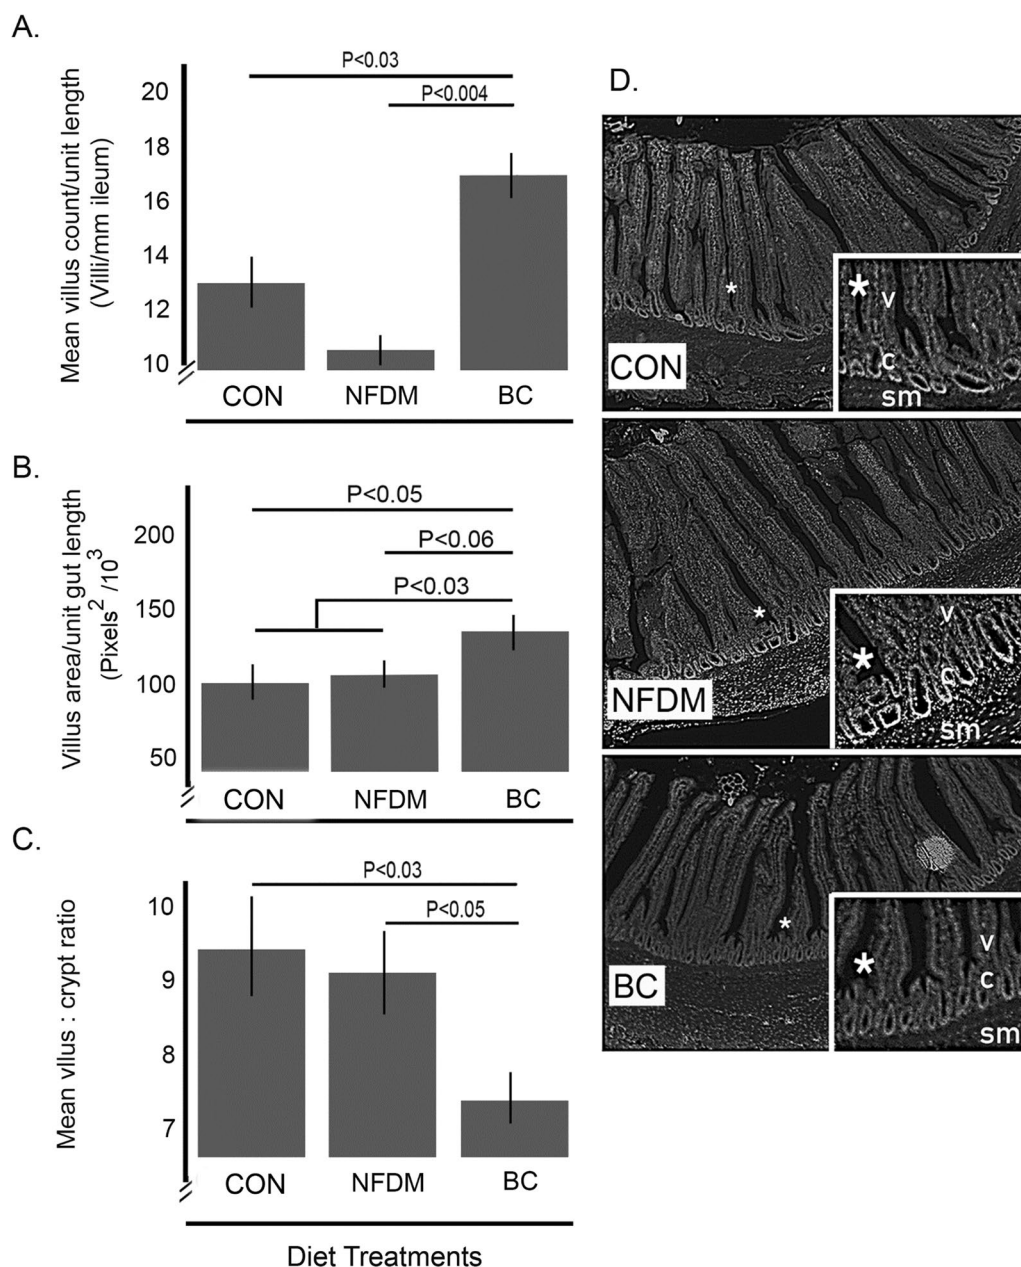 A.
Mean villus count/unit length
(Villi/mm ileum)
20
18
16
14
12
10
P<0.03
P<0.004
CON NFDM BC
B.
Villus area/unit gut length
(Pixels² /10³
200
150
100
50
P<0.05
P<0.06
P<0.03
CON NFDM BC
C.
Mean vllus : crypt ratio
10
9
8
7
P<0.03
P<0.05
CON NFDM BC
Diet Treatments
D.
*
CON
*
v
c
sm
*
NFDM
*
v
c
sm
*
BC
*
v
c
sm